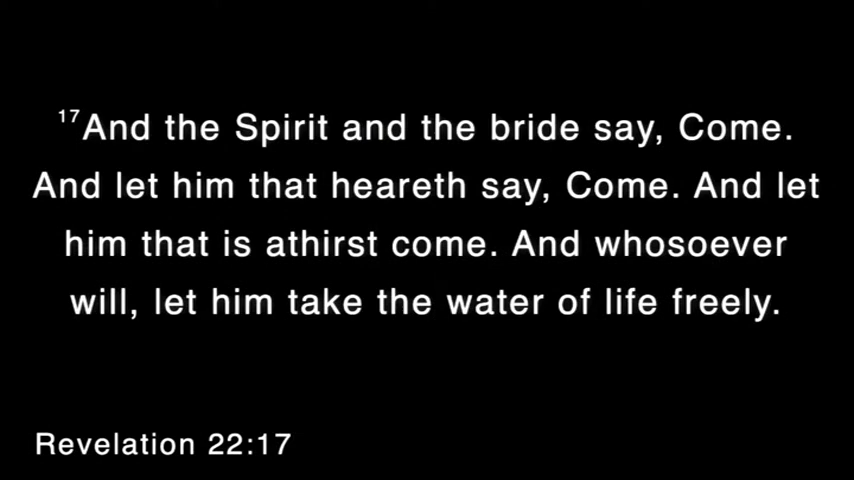 17And the Spirit and the bride say, Come.
And let him that heareth say, Come. And let
him that is athirst come. And whosoever
will, let him take the water of life freely.
Revelation 22:17